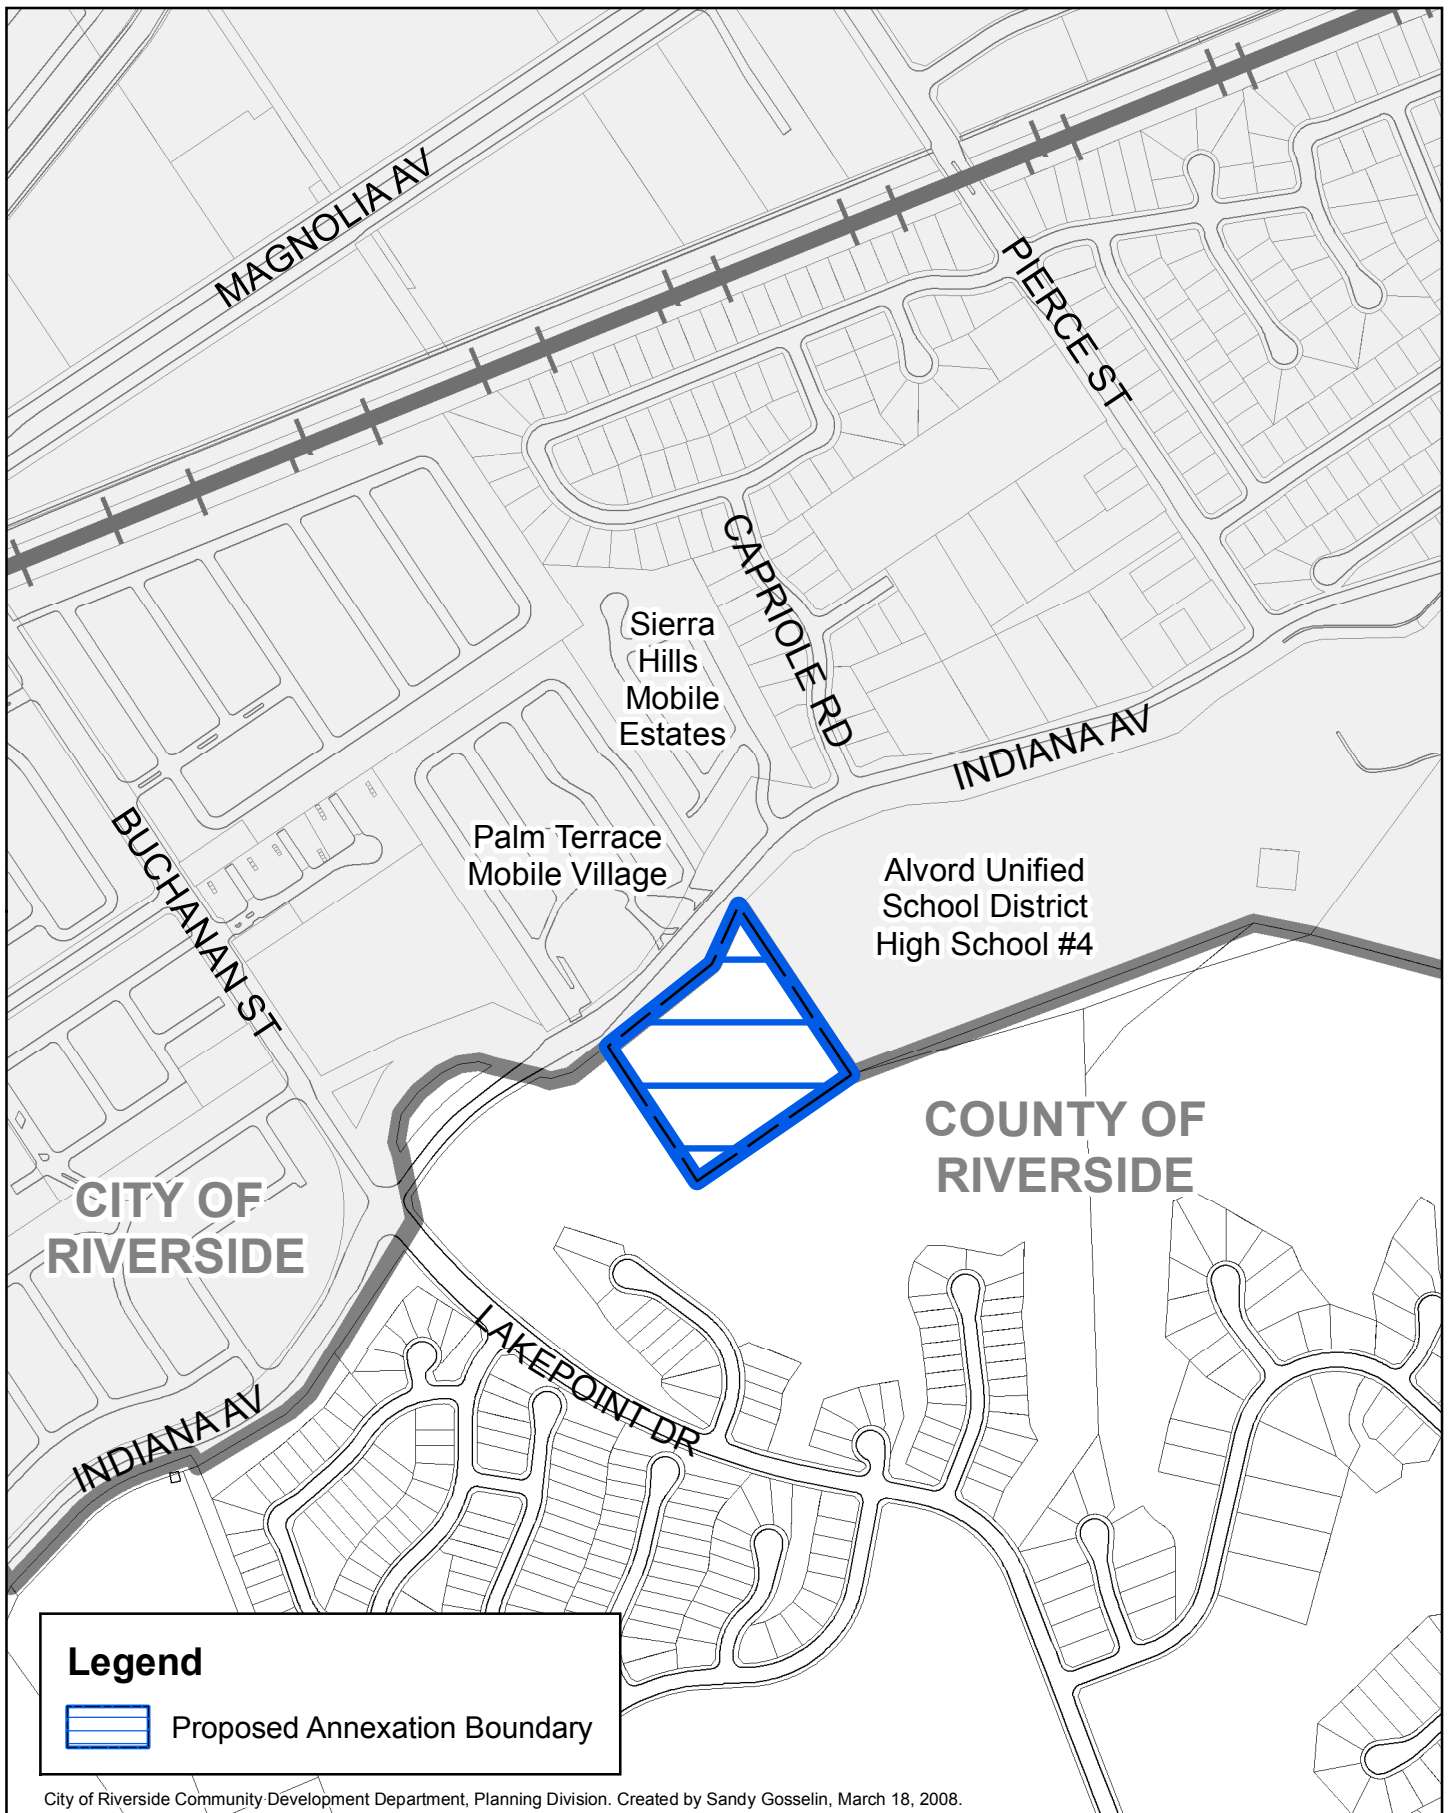 MAGNOLIA AV
PIERCE ST
CAPRIOLE RD
Sierra
Hills
Mobile
Estates
INDIANA AV
BUCHANAN ST
Palm Terrace
Mobile Village
Alvord Unified
School District
High School #4
COUNTY OF
RIVERSIDE
CITY OF
RIVERSIDE
LAKEPOINT DR
INDIANA AV
Legend
Proposed Annexation Boundary
City of Riverside Community Development Department, Planning Division. Created by Sandy Gosselin, March 18, 2008.